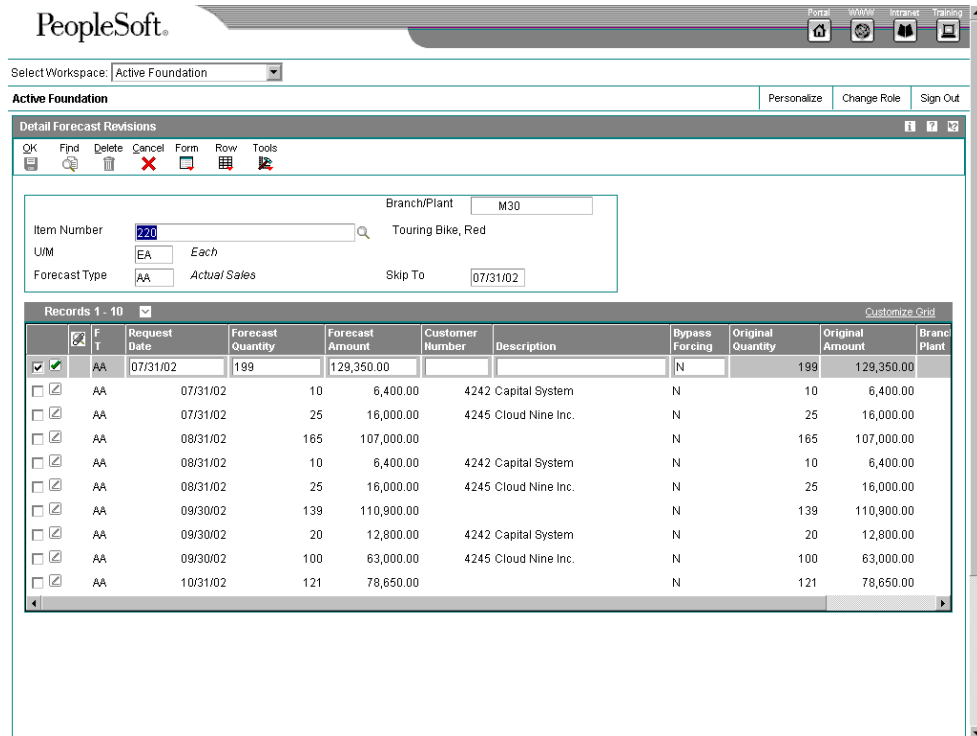 Portal WWW Intranet Training
PeopleSoft.
Select Workspace: Active Foundation
Active Foundation Personalize Change Role Sign Out
Detail Forecast Revisions
OK Find Delete Cancel Form Row Tools
Branch/Plant M30
Item Number 220 Touring Bike, Red
U/M EA Each
Forecast Type AA Actual Sales Skip To 07/31/02
Records 1 - 10 Customize Grid
F T Request Date Forecast Quantity Forecast Amount Customer Number Description Bypass Forcing Original Quantity Original Amount Branch Plant
AA 07/31/02 199 129,350.00 N 199 129,350.00
AA 07/31/02 10 6,400.00 4242 Capital System N 10 6,400.00
AA 07/31/02 25 16,000.00 4245 Cloud Nine Inc. N 25 16,000.00
AA 08/31/02 165 107,000.00 N 165 107,000.00
AA 08/31/02 10 6,400.00 4242 Capital System N 10 6,400.00
AA 08/31/02 25 16,000.00 4245 Cloud Nine Inc. N 25 16,000.00
AA 09/30/02 139 110,900.00 N 139 110,900.00
AA 09/30/02 20 12,800.00 4242 Capital System N 20 12,800.00
AA 09/30/02 100 63,000.00 4245 Cloud Nine Inc. N 100 63,000.00
AA 10/31/02 121 78,650.00 N 121 78,650.00